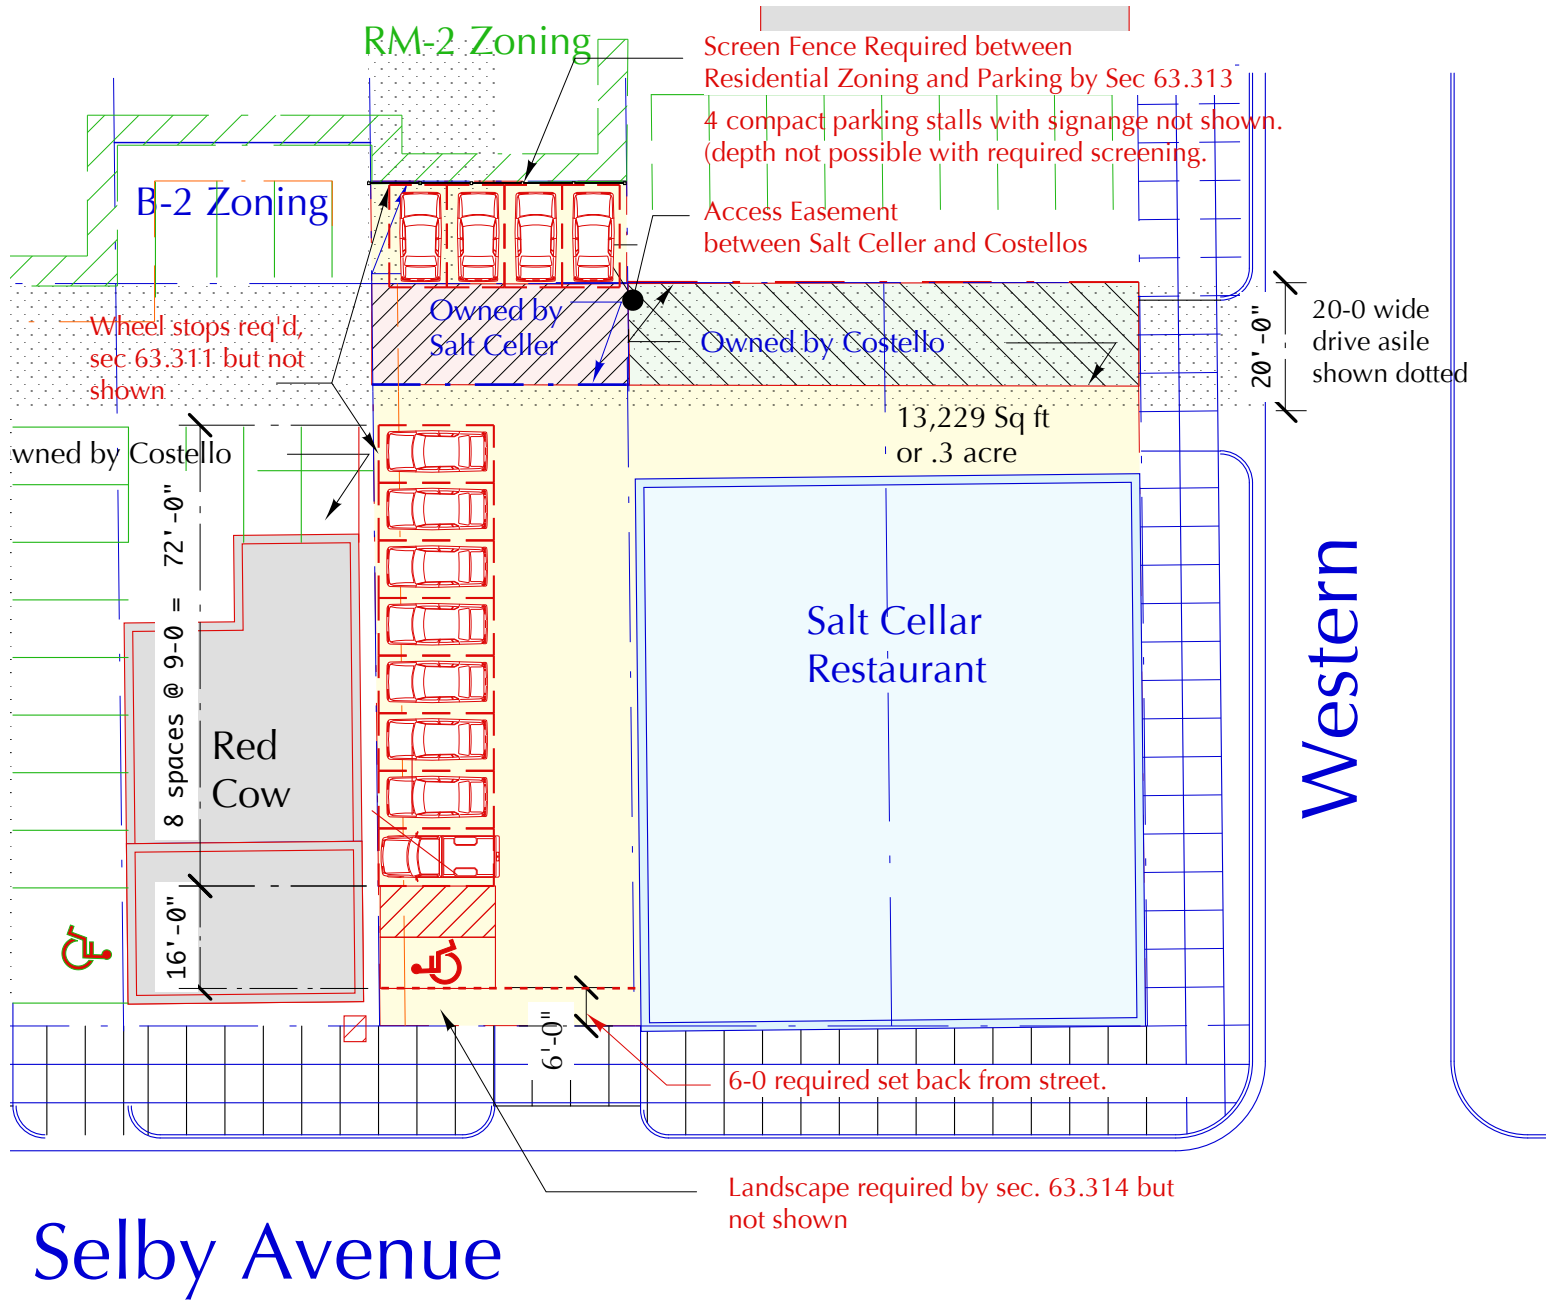 RM-2 Zoning
Screen Fence Required between
Residential Zoning and Parking by Sec 63.313
4 compact parking stalls with signange not shown.
(depth not possible with required screening.
B-2 Zoning
Access Easement
between Salt Celler and Costellos
Wheel stops req'd,
sec 63.311 but not
shown
Owned by
Salt Celler
Owned by Costello
20'-0"
20-0 wide
drive asile
shown dotted
13,229 Sq ft
or .3 acre
wned by Costello
8 spaces @ 9-0 = 72'-0"
Salt Cellar
Restaurant
Western
Red
Cow
16'-0"
6'-0"
6-0 required set back from street.
Landscape required by sec. 63.314 but
not shown
Selby Avenue